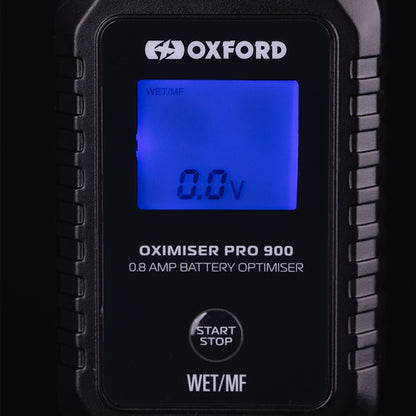 OXFORD
WET/MF
0.0V
OXIMISER PRO 900
0.8 AMP BATTERY OPTIMISER
START
STOP
WET/MF